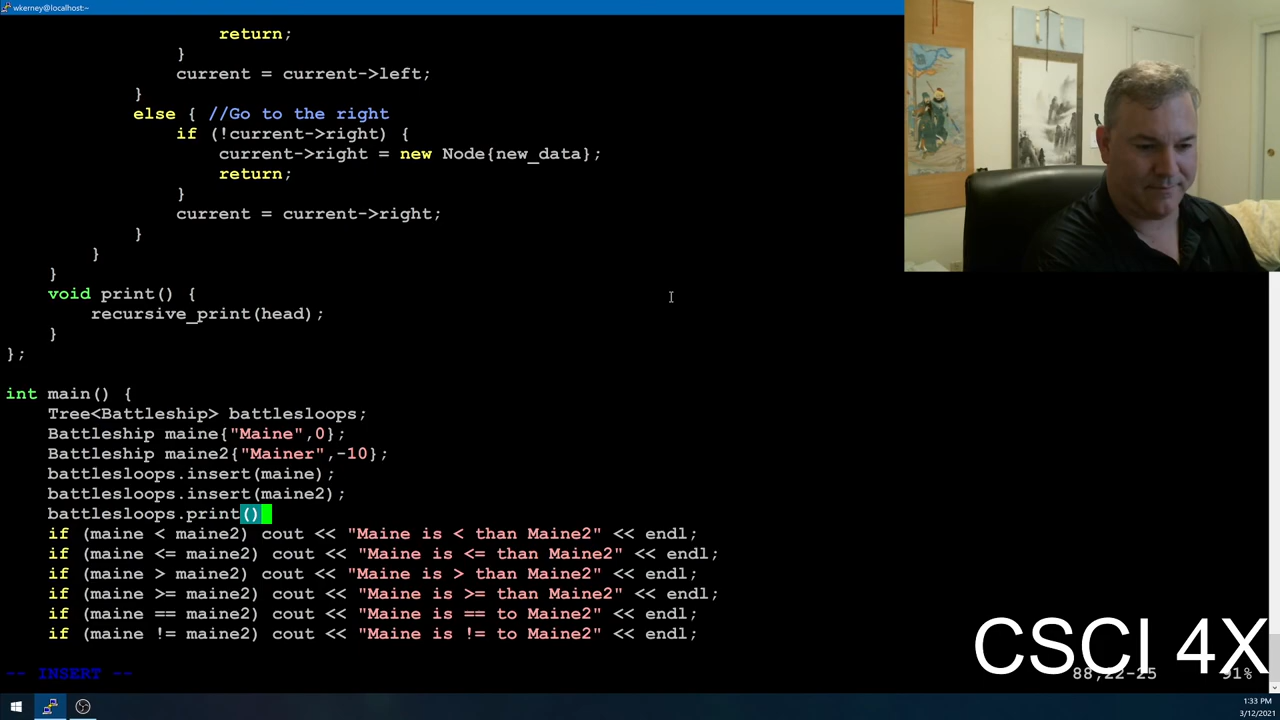 wkerney@localhost:~
return;
}
current = current->left;
}
else { //Go to the right
if (!current->right) {
current->right = new Node{new_data};
return;
}
current = current->right;
}
}
}
void print() {
recursive_print(head);
}
};
int main() {
Tree<Battleship> battlesloops;
Battleship maine{"Maine",0};
Battleship maine2{"Mainer",-10};
battlesloops.insert(maine);
battlesloops.insert(maine2);
battlesloops.print()
if (maine < maine2) cout << "Maine is < than Maine2" << endl;
if (maine <= maine2) cout << "Maine is <= than Maine2" << endl;
if (maine > maine2) cout << "Maine is > than Maine2" << endl;
if (maine >= maine2) cout << "Maine is >= than Maine2" << endl;
if (maine == maine2) cout << "Maine is == to Maine2" << endl;
if (maine != maine2) cout << "Maine is != to Maine2" << endl;
CSCI 4X
-- INSERT --
88,22-25 91%
1:33 PM
3/12/2021